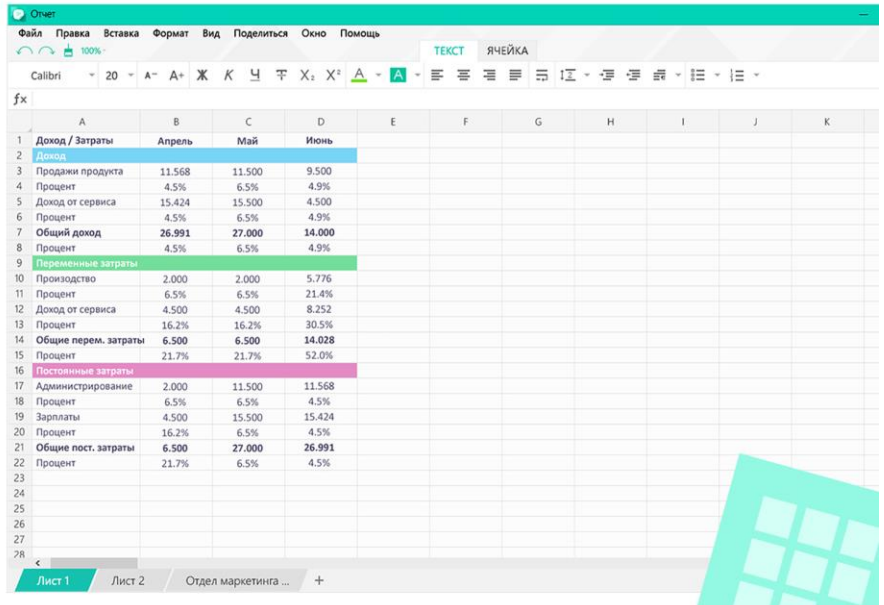 Отчет
Файл Правка Вставка Формат Вид Поделиться Окно Помощь
100%
ТЕКСТ ЯЧЕЙКА
Calibri 20 A− A+ Ж К Ч Т X₂ X² A A
fx
A B C D E F G H I J K
1 Доход / Затраты Апрель Май Июнь
2 Доход
3 Продажи продукта 11.568 11.500 9.500
4 Процент 4.5% 6.5% 4.9%
5 Доход от сервиса 15.424 15.500 4.500
6 Процент 4.5% 6.5% 4.9%
7 Общий доход 26.991 27.000 14.000
8 Процент 4.5% 6.5% 4.9%
9 Переменные затраты
10 Произодство 2.000 2.000 5.776
11 Процент 6.5% 6.5% 21.4%
12 Доход от сервиса 4.500 4.500 8.252
13 Процент 16.2% 16.2% 30.5%
14 Общие перем. затраты 6.500 6.500 14.028
15 Процент 21.7% 21.7% 52.0%
16 Постоянные затраты
17 Администрирование 2.000 11.500 11.568
18 Процент 6.5% 6.5% 4.5%
19 Зарплаты 4.500 15.500 15.424
20 Процент 16.2% 6.5% 4.5%
21 Общие пост. затраты 6.500 27.000 26.991
22 Процент 21.7% 6.5% 4.5%
23
24
25
26
27
28
Лист 1 Лист 2 Отдел маркетинга ... +